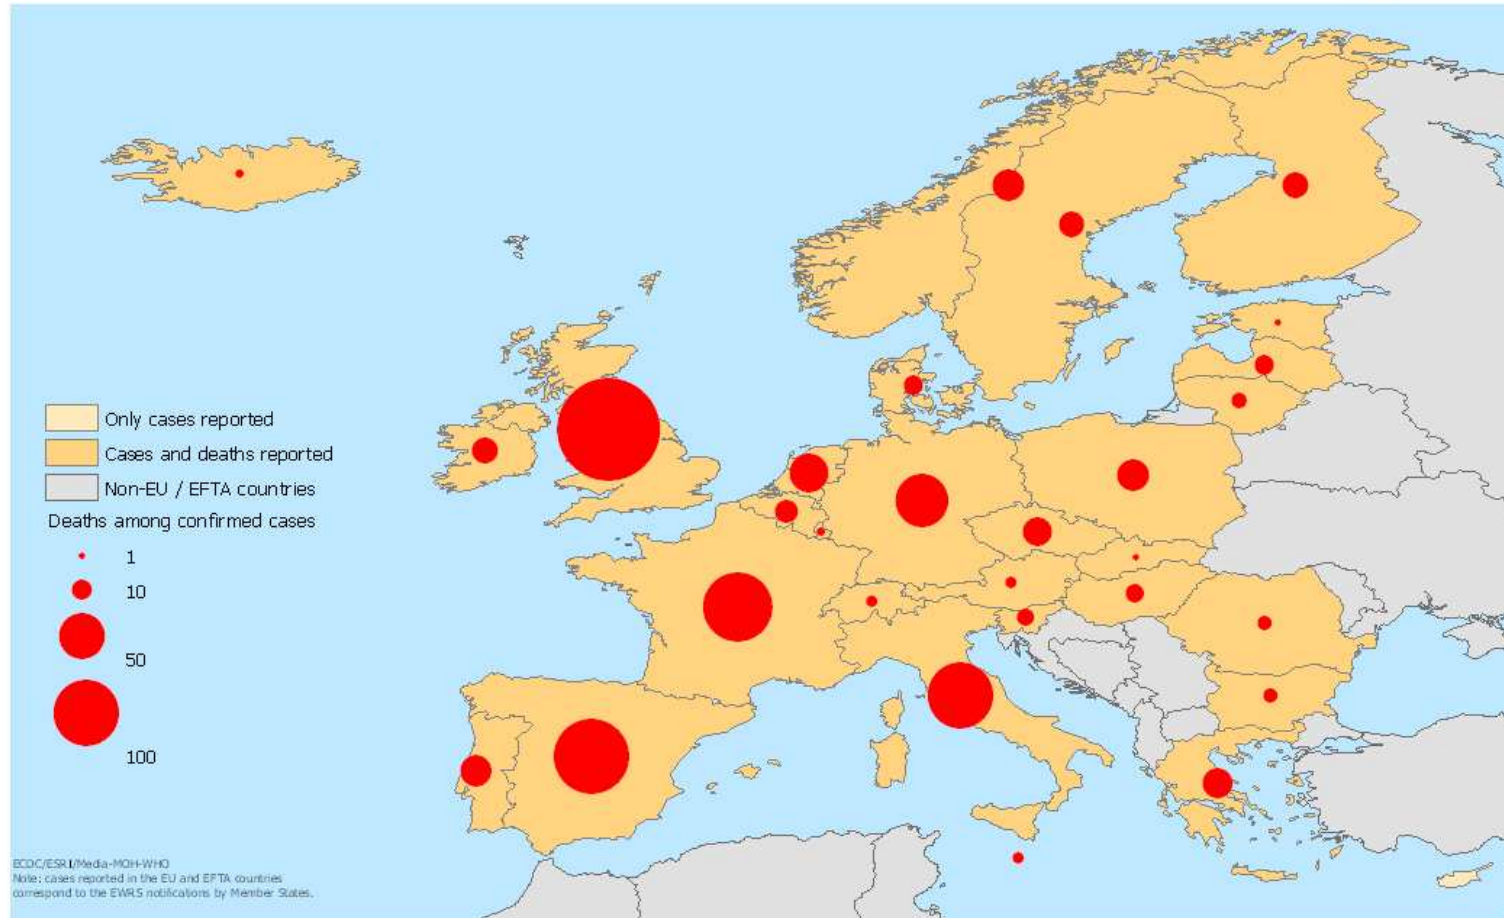 Only cases reported
Cases and deaths reported
Non-EU / EFTA countries
Deaths among confirmed cases
1
10
50
100
ECDC/ESRI/Media-MOH-WHO
Note: cases reported in the EU and EFTA countries
correspond to the EWRS notifications by Member States.